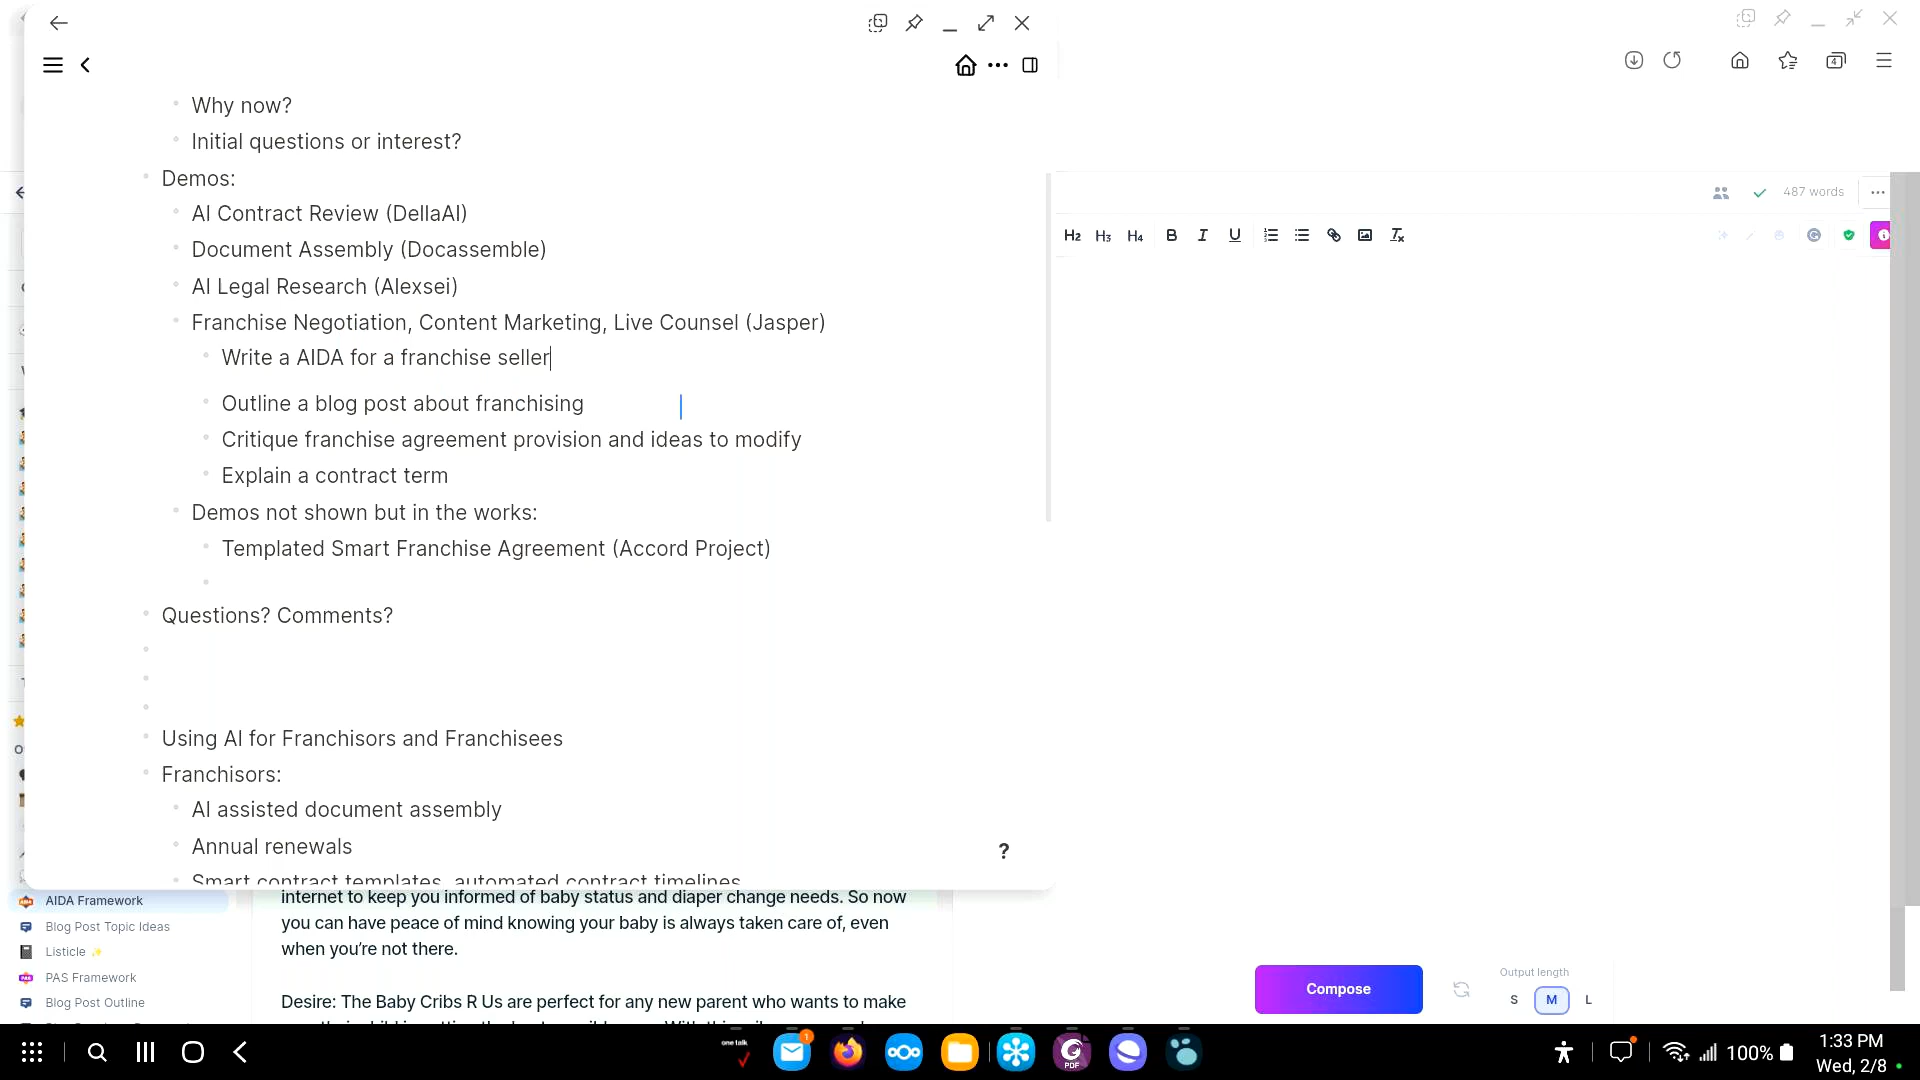 Why now?
Initial questions or interest?
Demos:
AI Contract Review (DellaAI)
Document Assembly (Docassemble)
AI Legal Research (Alexsei)
Franchise Negotiation, Content Marketing, Live Counsel (Jasper)
Write a AIDA for a franchise seller
Outline a blog post about franchising
Critique franchise agreement provision and ideas to modify
Explain a contract term
Demos not shown but in the works:
Templated Smart Franchise Agreement (Accord Project)
Questions? Comments?
Using AI for Franchisors and Franchisees
Franchisors:
AI assisted document assembly
Annual renewals
Smart contract templates, automated contract timelines
?
4
487 words
H2 H3 H4 B I U
AIDA Framework
Blog Post Topic Ideas
Listicle
PAS Framework
Blog Post Outline
internet to keep you informed of baby status and diaper change needs. So now
you can have peace of mind knowing your baby is always taken care of, even
when you're not there.
Desire: The Baby Cribs R Us are perfect for any new parent who wants to make
Compose
Output length
S M L
one talk
1
PDF
100%
1:33 PM
Wed, 2/8